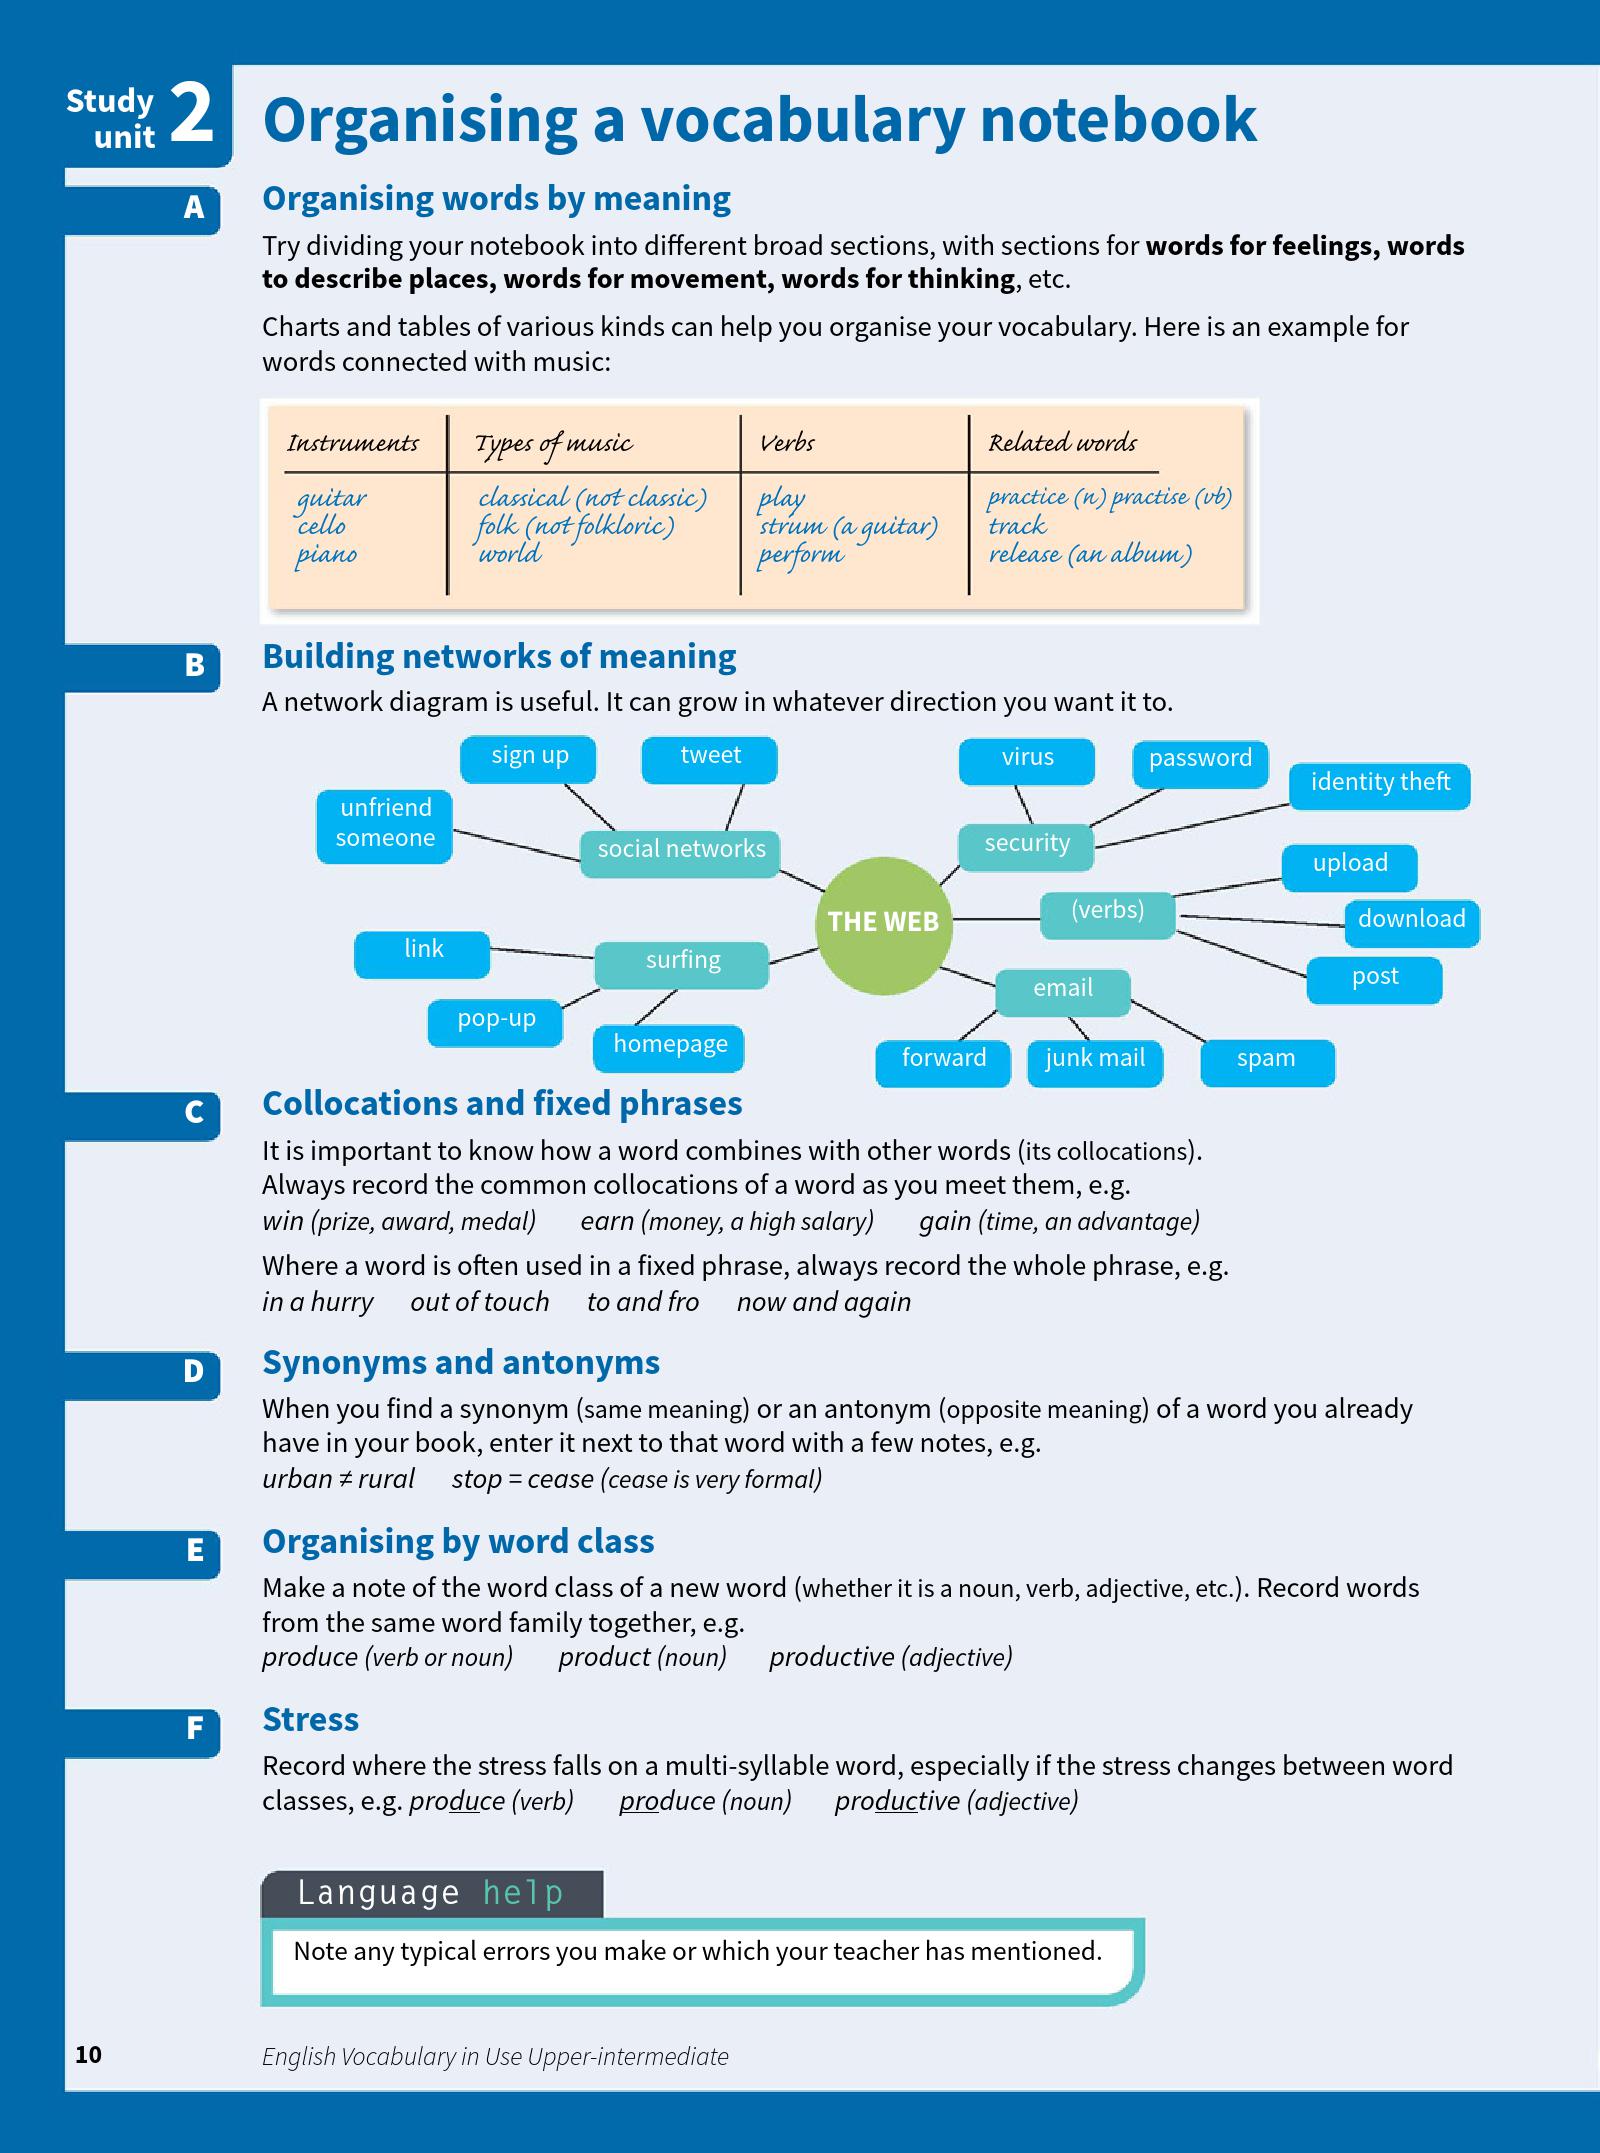 Study unit 2
Organising a vocabulary notebook
A
Organising words by meaning
Try dividing your notebook into different broad sections, with sections for words for feelings, words
to describe places, words for movement, words for thinking, etc.
Charts and tables of various kinds can help you organise your vocabulary. Here is an example for
words connected with music:
Instruments Types of music Verbs Related words
guitar classical (not classic) play practice (n) practise (vb)
cello folk (not folkloric) strum (a guitar) track
piano world perform release (an album)
B
Building networks of meaning
A network diagram is useful. It can grow in whatever direction you want it to.
sign up
tweet
unfriend
someone
social networks
virus
password
identity theft
security
upload
(verbs)
download
post
THE WEB
link
surfing
pop-up
homepage
email
forward
junk mail
spam
C
Collocations and fixed phrases
It is important to know how a word combines with other words (its collocations).
Always record the common collocations of a word as you meet them, e.g.
win (prize, award, medal) earn (money, a high salary) gain (time, an advantage)
Where a word is often used in a fixed phrase, always record the whole phrase, e.g.
in a hurry out of touch to and fro now and again
D
Synonyms and antonyms
When you find a synonym (same meaning) or an antonym (opposite meaning) of a word you already
have in your book, enter it next to that word with a few notes, e.g.
urban ≠ rural stop = cease (cease is very formal)
E
Organising by word class
Make a note of the word class of a new word (whether it is a noun, verb, adjective, etc.). Record words
from the same word family together, e.g.
produce (verb or noun) product (noun) productive (adjective)
F
Stress
Record where the stress falls on a multi-syllable word, especially if the stress changes between word
classes, e.g. produce (verb) produce (noun) productive (adjective)
Language help
Note any typical errors you make or which your teacher has mentioned.
10 English Vocabulary in Use Upper-intermediate